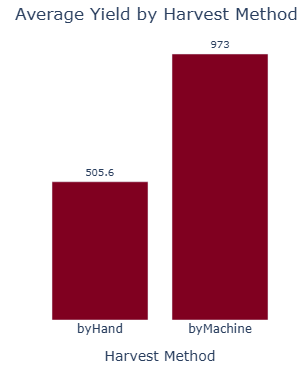 Average Yield by Harvest Method
973
505.6
byHand
byMachine
Harvest Method